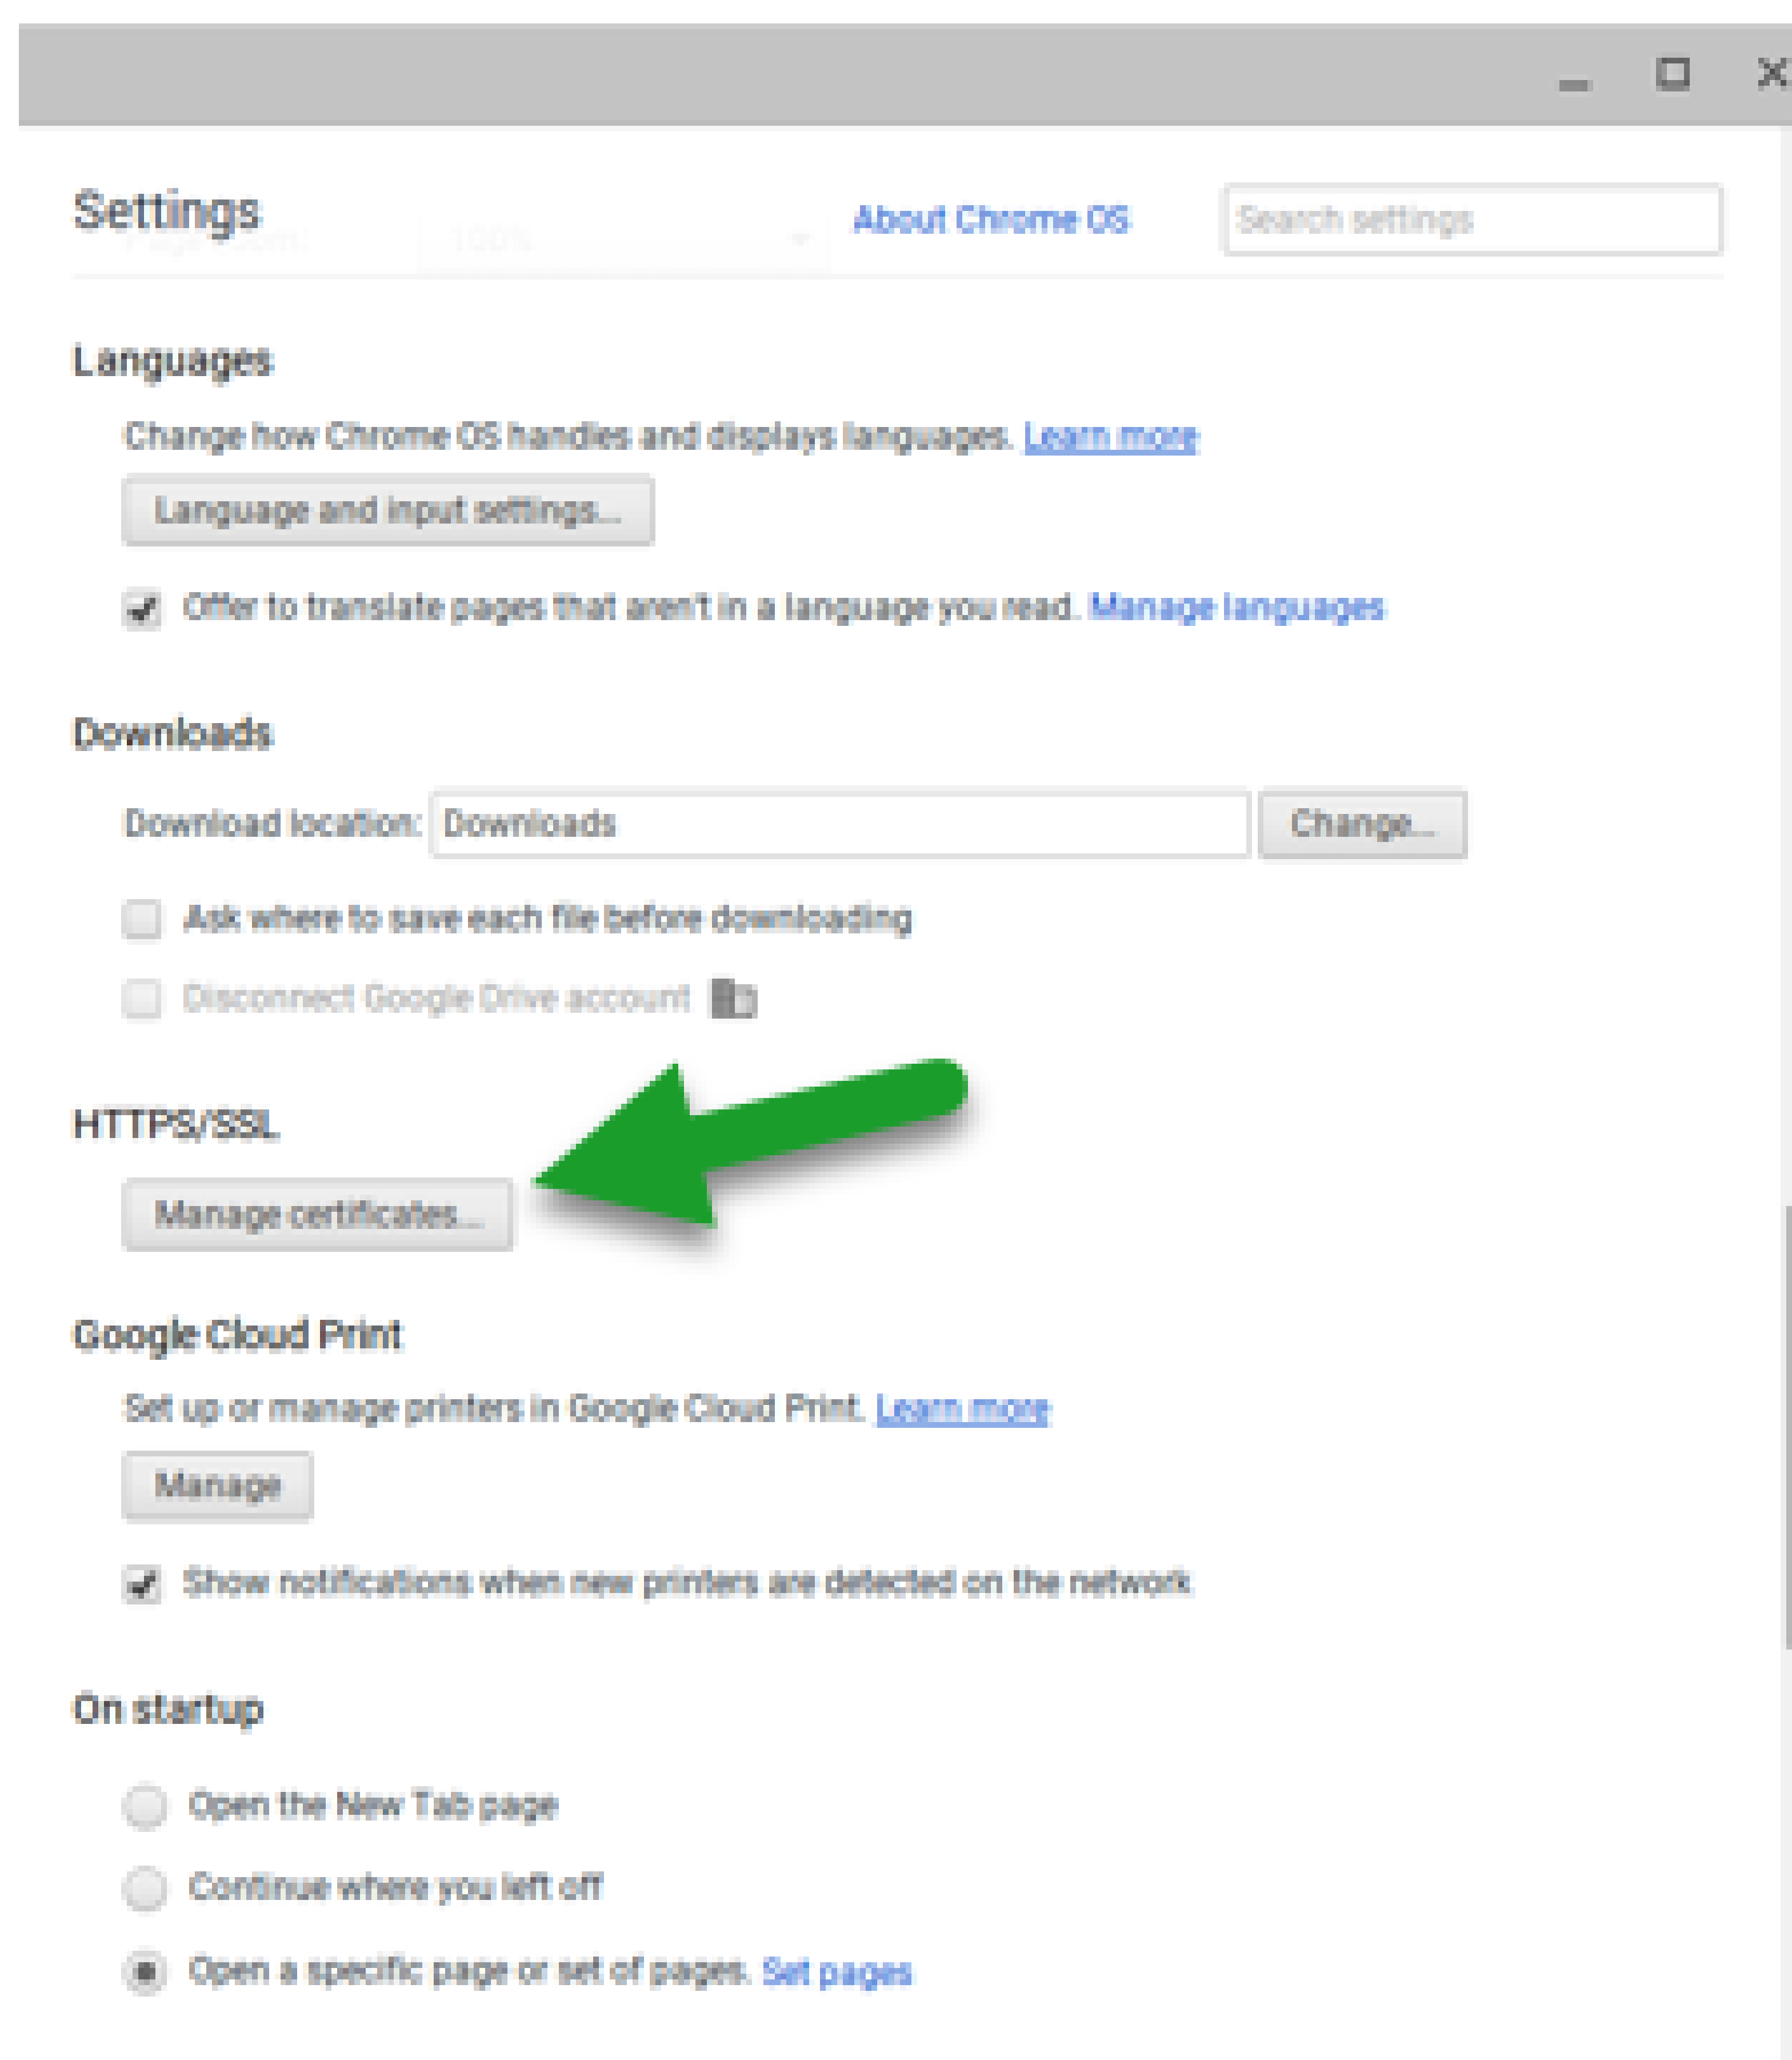 Settings
About Chrome OS
Search settings
100%
Languages
Change how Chrome OS handles and displays languages. Learn more
Language and input settings...
Offer to translate pages that aren't in a language you read. Manage languages
Downloads
Download location: Downloads Change...
Ask where to save each file before downloading
Disconnect Google Drive account
HTTPS/SSL
Manage certificates...
Google Cloud Print
Set up or manage printers in Google Cloud Print. Learn more
Manage
Show notifications when new printers are detected on the network
On startup
Open the New Tab page
Continue where you left off
Open a specific page or set of pages. Set pages